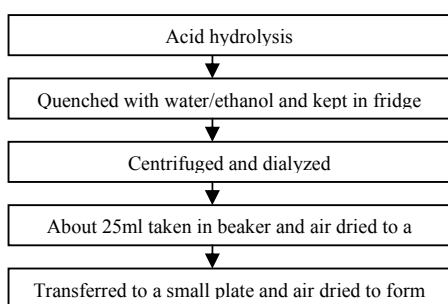 Acid hydrolysis
Quenched with water/ethanol and kept in fridge
Centrifuged and dialyzed
About 25ml taken in beaker and air dried to a
Transferred to a small plate and air dried to form